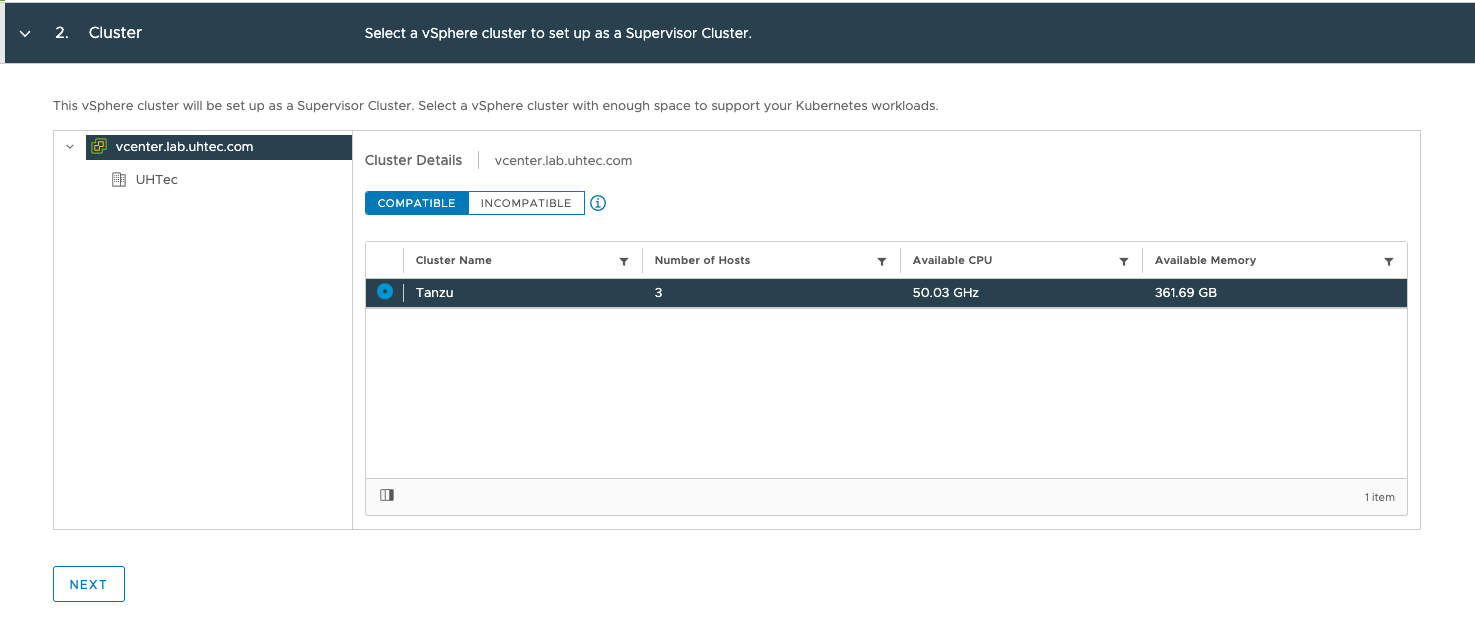 2. Cluster Select a vSphere cluster to set up as a Supervisor Cluster.
This vSphere cluster will be set up as a Supervisor Cluster. Select a vSphere cluster with enough space to support your Kubernetes workloads.
vcenter.lab.uhtec.com
UHTec
Cluster Details vcenter.lab.uhtec.com
COMPATIBLE INCOMPATIBLE
Cluster Name Number of Hosts Available CPU Available Memory
Tanzu 3 50.03 GHz 361.69 GB
1 item
NEXT